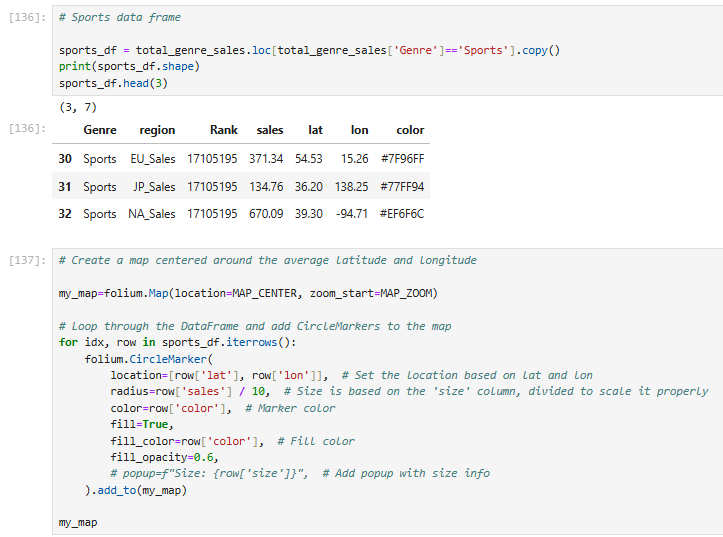 [136]: # Sports data frame
sports_df = total_genre_sales.loc[total_genre_sales['Genre']=='Sports'].copy()
print(sports_df.shape)
sports_df.head(3)
(3, 7)
[136]: Genre region Rank sales lat lon color
30 Sports EU_Sales 17105195 371.34 54.53 15.26 #7F96FF
31 Sports JP_Sales 17105195 134.76 36.20 138.25 #77FF94
32 Sports NA_Sales 17105195 670.09 39.30 -94.71 #EF6F6C
[137]: # Create a map centered around the average latitude and longitude
my_map=folium.Map(location=MAP_CENTER, zoom_start=MAP_ZOOM)
# Loop through the DataFrame and add CircleMarkers to the map
for idx, row in sports_df.iterrows():
    folium.CircleMarker(
        location=[row['lat'], row['lon']],  # Set the location based on lat and lon
        radius=row['sales'] / 10,  # Size is based on the 'size' column, divided to scale it properly
        color=row['color'],  # Marker color
        fill=True,
        fill_color=row['color'],  # Fill color
        fill_opacity=0.6,
        # popup=f"Size: {row['size']}",  # Add popup with size info
    ).add_to(my_map)
my_map